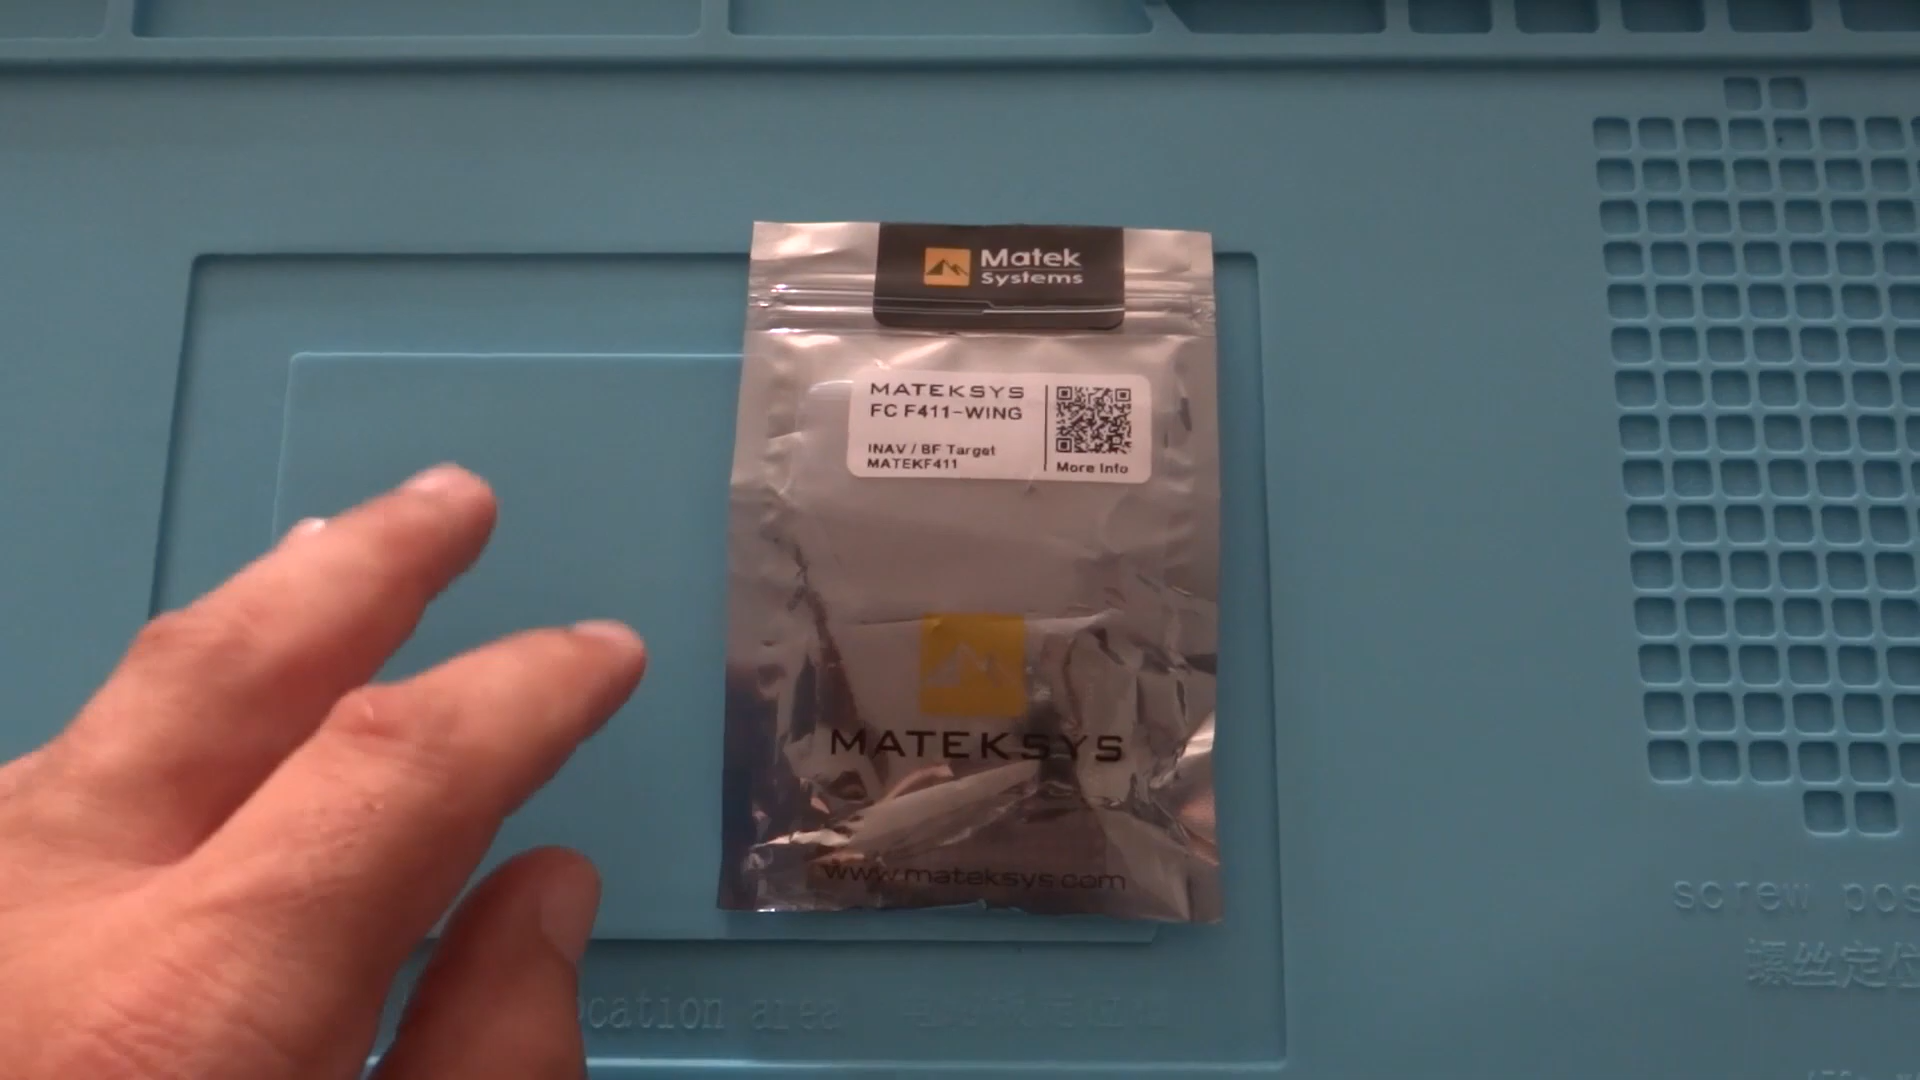 Matek
Systems
MATEKSYS
FC F411-WING
INAV / BF Target
MATEKF411
More Info
MATEKSYS
www.mateksys.com
screw pos
螺丝定位
ocation area